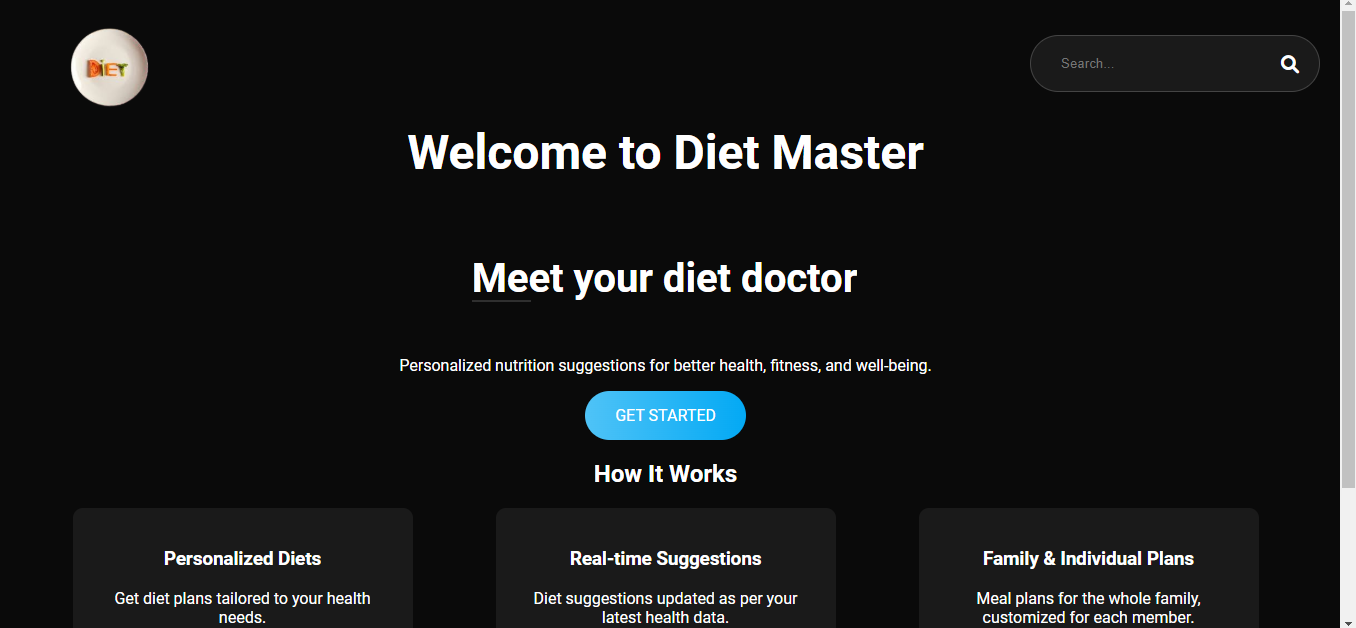 DIET
Search...
Welcome to Diet Master
Meet your diet doctor
Personalized nutrition suggestions for better health, fitness, and well-being.
GET STARTED
How It Works
Personalized Diets
Get diet plans tailored to your health
needs.
Real-time Suggestions
Diet suggestions updated as per your
latest health data.
Family & Individual Plans
Meal plans for the whole family,
customized for each member.